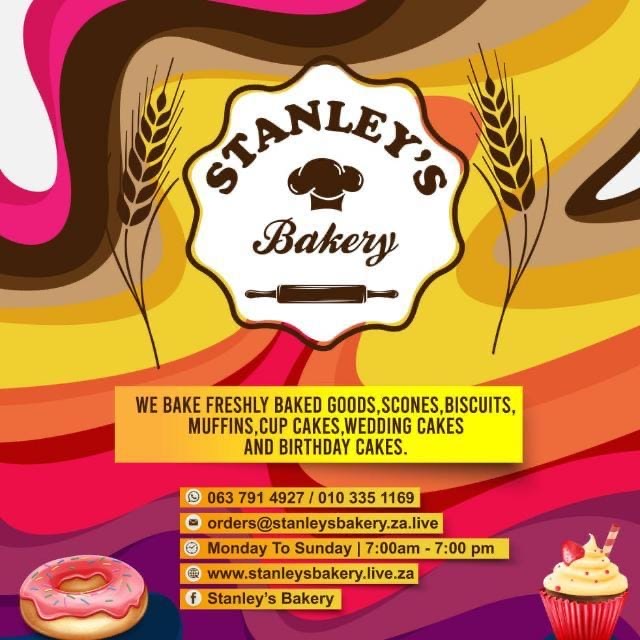 STANLEY'S
Bakery
WE BAKE FRESHLY BAKED GOODS,SCONES,BISCUITS,
MUFFINS,CUP CAKES,WEDDING CAKES
AND BIRTHDAY CAKES.
063 791 4927 / 010 335 1169
orders@stanleysbakery.za.live
Monday To Sunday | 7:00am - 7:00 pm
www.stanleysbakery.live.za
Stanley's Bakery